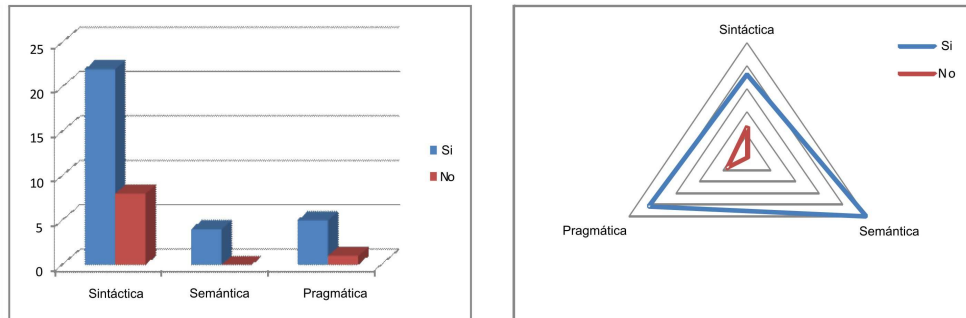 25
20
15
10
5
0
Sintáctica
Semántica
Pragmática
Si
No
Sintáctica
Si
No
Pragmática
Semántica